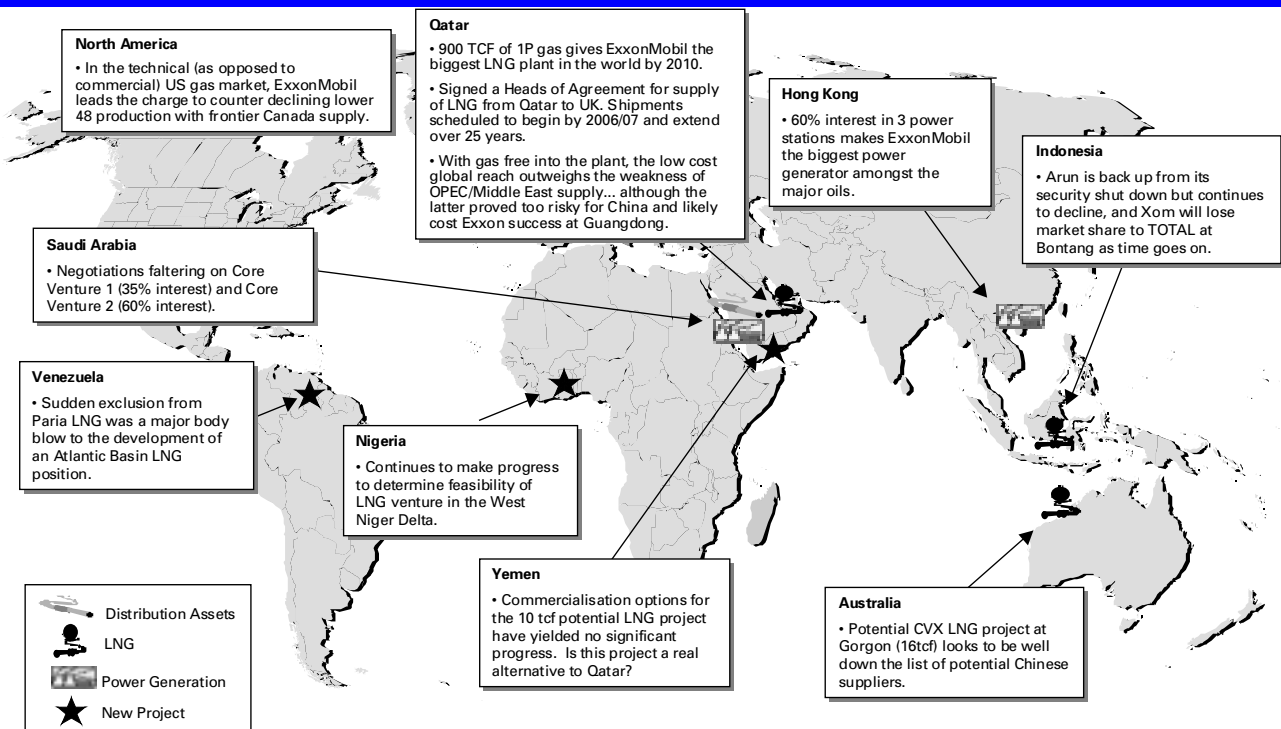 North America
• In the technical (as opposed to
commercial) US gas market, ExxonMobil
leads the charge to counter declining lower
48 production with frontier Canada supply.
Qatar
• 900 TCF of 1P gas gives ExxonMobil the
biggest LNG plant in the world by 2010.
• Signed a Heads of Agreement for supply
of LNG from Qatar to UK. Shipments
scheduled to begin by 2006/07 and extend
over 25 years.
• With gas free into the plant, the low cost
global reach outweighs the weakness of
OPEC/Middle East supply... although the
latter proved too risky for China and likely
cost Exxon success at Guangdong.
Hong Kong
• 60% interest in 3 power
stations makes ExxonMobil
the biggest power
generator amongst the
major oils.
Indonesia
• Arun is back up from its
security shut down but continues
to decline, and Xom will lose
market share to TOTAL at
Bontang as time goes on.
Saudi Arabia
• Negotiations faltering on Core
Venture 1 (35% interest) and Core
Venture 2 (60% interest).
Venezuela
• Sudden exclusion from
Paria LNG was a major body
blow to the development of
an Atlantic Basin LNG
position.
Nigeria
• Continues to make progress
to determine feasibility of
LNG venture in the West
Niger Delta.
Yemen
• Commercialisation options for
the 10 tcf potential LNG project
have yielded no significant
progress. Is this project a real
alternative to Qatar?
Australia
• Potential CVX LNG project at
Gorgon (16tcf) looks to be well
down the list of potential Chinese
suppliers.
Distribution Assets
LNG
Power Generation
New Project